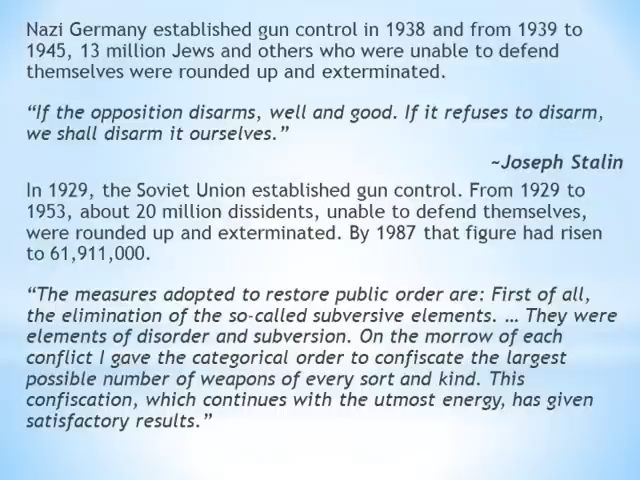 Nazi Germany established gun control in 1938 and from 1939 to
1945, 13 million Jews and others who were unable to defend
themselves were rounded up and exterminated.
“If the opposition disarms, well and good. If it refuses to disarm,
we shall disarm it ourselves.”
~Joseph Stalin
In 1929, the Soviet Union established gun control. From 1929 to
1953, about 20 million dissidents, unable to defend themselves,
were rounded up and exterminated. By 1987 that figure had risen
to 61,911,000.
“The measures adopted to restore public order are: First of all,
the elimination of the so-called subversive elements. … They were
elements of disorder and subversion. On the morrow of each
conflict I gave the categorical order to confiscate the largest
possible number of weapons of every sort and kind. This
confiscation, which continues with the utmost energy, has given
satisfactory results.”